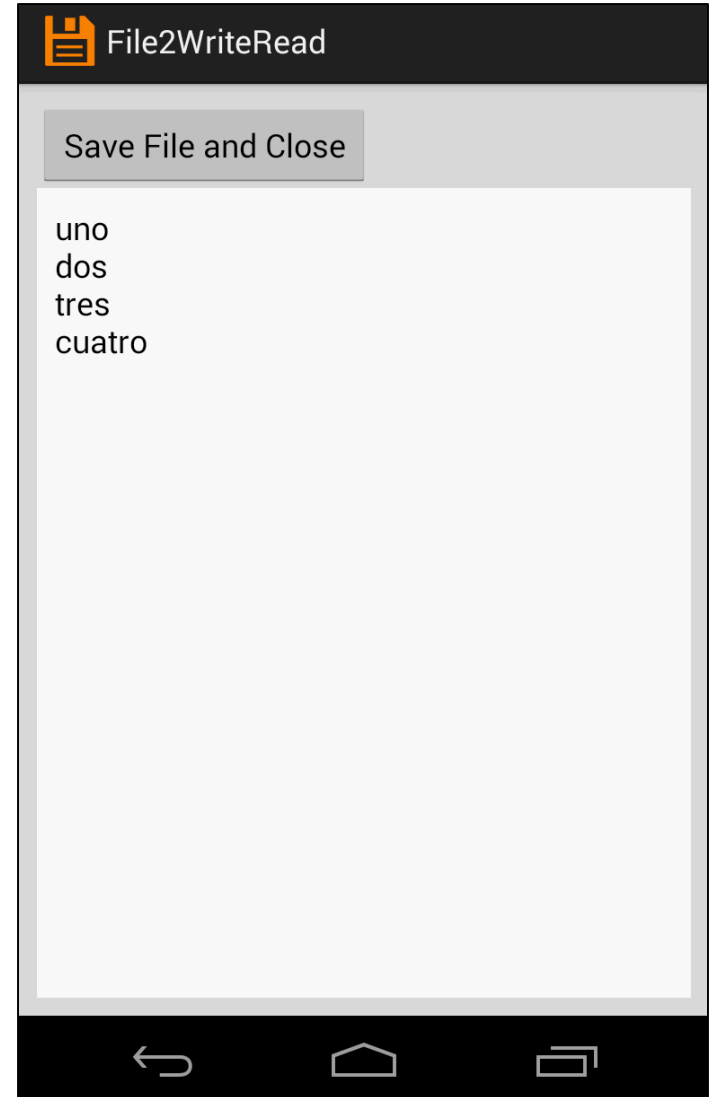 File2WriteRead
Save File and Close
uno
dos
tres
cuatro